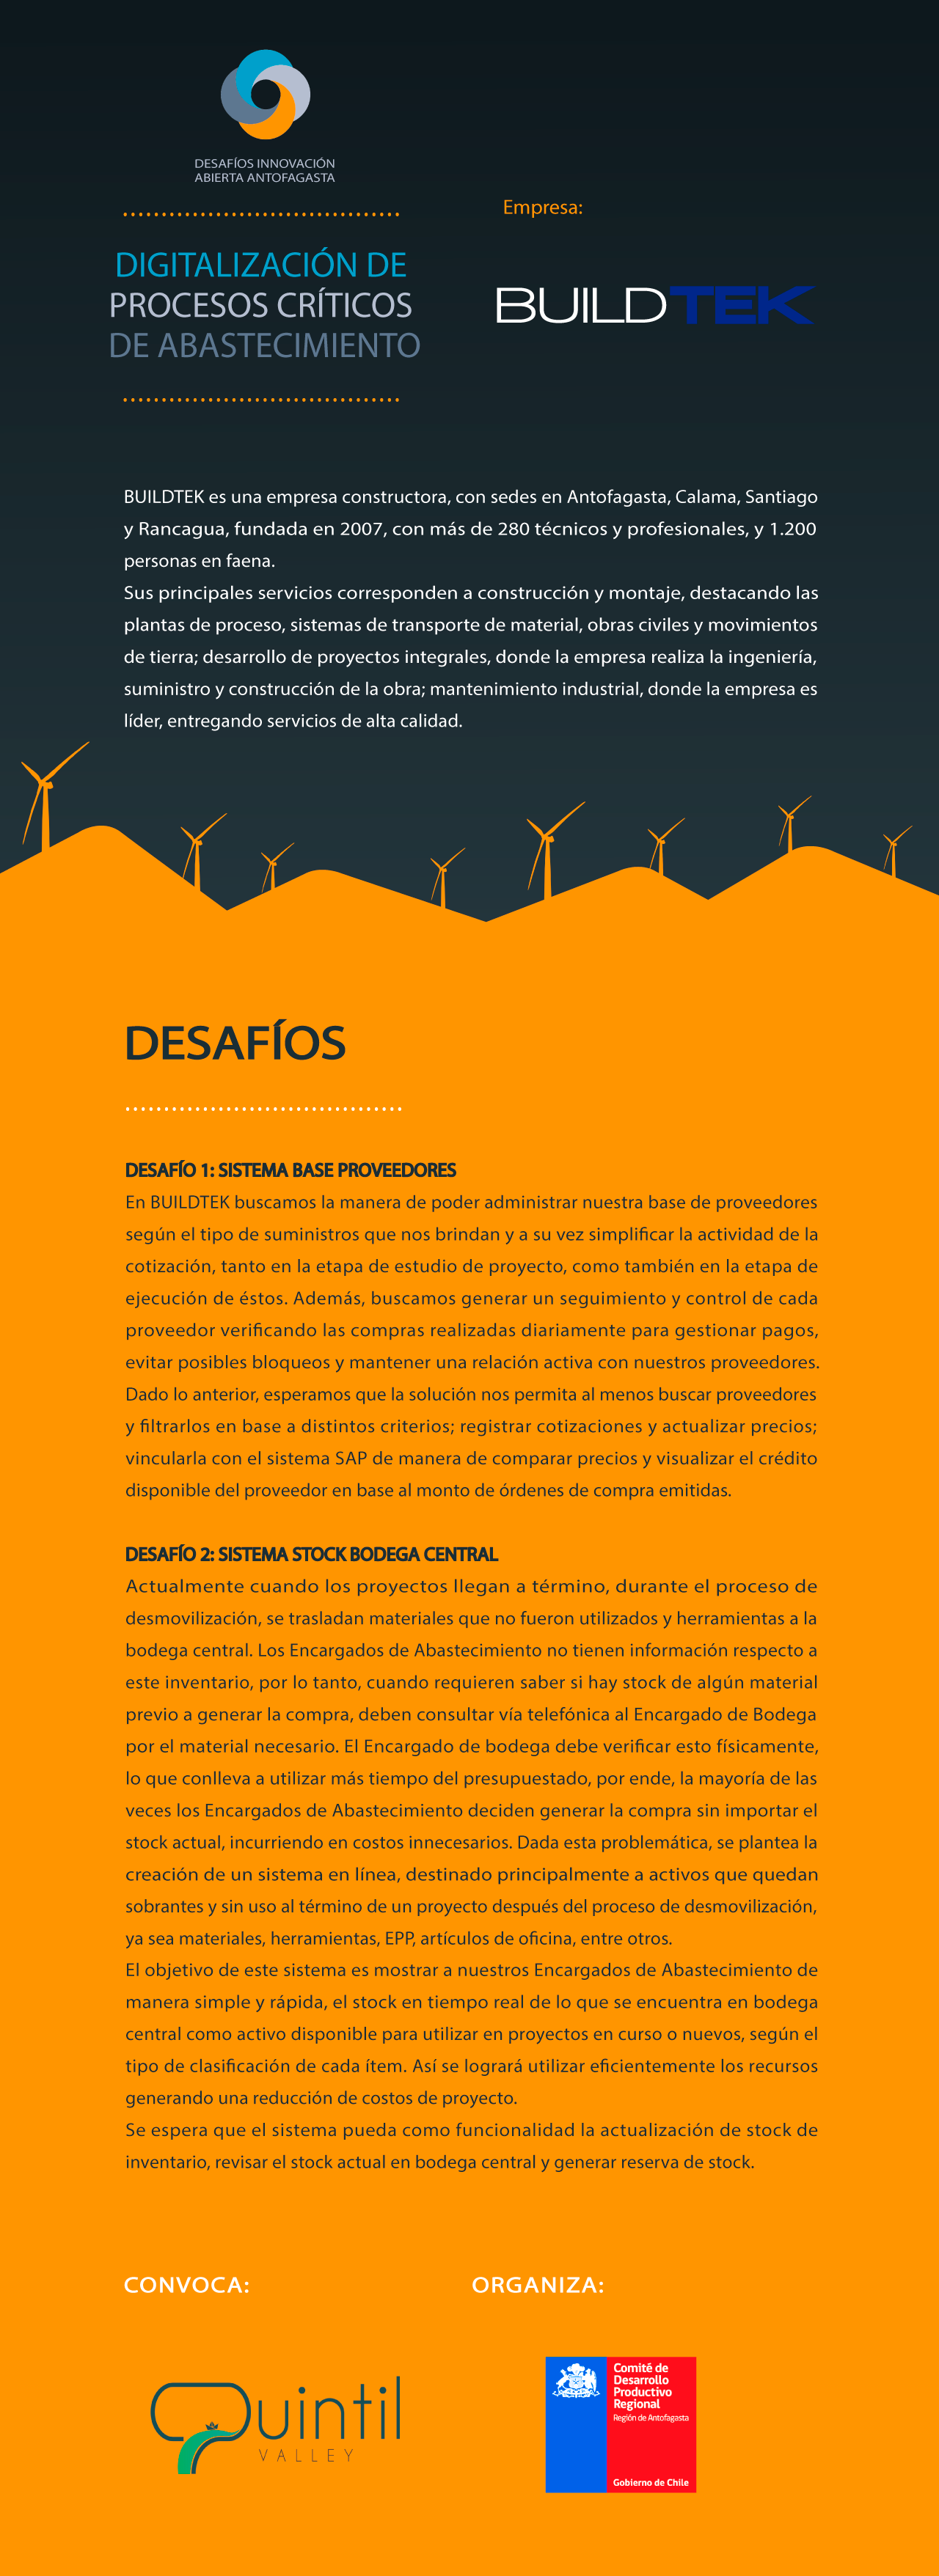 DESAFÍOS INNOVACIÓN
ABIERTA ANTOFAGASTA
DIGITALIZACIÓN DE
PROCESOS CRÍTICOS
DE ABASTECIMIENTO
Empresa:
BUILDTEK
BUILDTEK es una empresa constructora, con sedes en Antofagasta, Calama, Santiago
y Rancagua, fundada en 2007, con más de 280 técnicos y profesionales, y 1.200
personas en faena.
Sus principales servicios corresponden a construcción y montaje, destacando las
plantas de proceso, sistemas de transporte de material, obras civiles y movimientos
de tierra; desarrollo de proyectos integrales, donde la empresa realiza la ingeniería,
suministro y construcción de la obra; mantenimiento industrial, donde la empresa es
líder, entregando servicios de alta calidad.
DESAFÍOS
DESAFÍO 1: SISTEMA BASE PROVEEDORES
En BUILDTEK buscamos la manera de poder administrar nuestra base de proveedores
según el tipo de suministros que nos brindan y a su vez simplificar la actividad de la
cotización, tanto en la etapa de estudio de proyecto, como también en la etapa de
ejecución de éstos. Además, buscamos generar un seguimiento y control de cada
proveedor verificando las compras realizadas diariamente para gestionar pagos,
evitar posibles bloqueos y mantener una relación activa con nuestros proveedores.
Dado lo anterior, esperamos que la solución nos permita al menos buscar proveedores
y filtrarlos en base a distintos criterios; registrar cotizaciones y actualizar precios;
vincularla con el sistema SAP de manera de comparar precios y visualizar el crédito
disponible del proveedor en base al monto de órdenes de compra emitidas.
DESAFÍO 2: SISTEMA STOCK BODEGA CENTRAL
Actualmente cuando los proyectos llegan a término, durante el proceso de
desmovilización, se trasladan materiales que no fueron utilizados y herramientas a la
bodega central. Los Encargados de Abastecimiento no tienen información respecto a
este inventario, por lo tanto, cuando requieren saber si hay stock de algún material
previo a generar la compra, deben consultar vía telefónica al Encargado de Bodega
por el material necesario. El Encargado de bodega debe verificar esto físicamente,
lo que conlleva a utilizar más tiempo del presupuestado, por ende, la mayoría de las
veces los Encargados de Abastecimiento deciden generar la compra sin importar el
stock actual, incurriendo en costos innecesarios. Dada esta problemática, se plantea la
creación de un sistema en línea, destinado principalmente a activos que quedan
sobrantes y sin uso al término de un proyecto después del proceso de desmovilización,
ya sea materiales, herramientas, EPP, artículos de oficina, entre otros.
El objetivo de este sistema es mostrar a nuestros Encargados de Abastecimiento de
manera simple y rápida, el stock en tiempo real de lo que se encuentra en bodega
central como activo disponible para utilizar en proyectos en curso o nuevos, según el
tipo de clasificación de cada ítem. Así se logrará utilizar eficientemente los recursos
generando una reducción de costos de proyecto.
Se espera que el sistema pueda como funcionalidad la actualización de stock de
inventario, revisar el stock actual en bodega central y generar reserva de stock.
CONVOCA:
Quintil
VALLEY
ORGANIZA:
Comité de
Desarrollo
Productivo
Regional
Región de Antofagasta
Gobierno de Chile